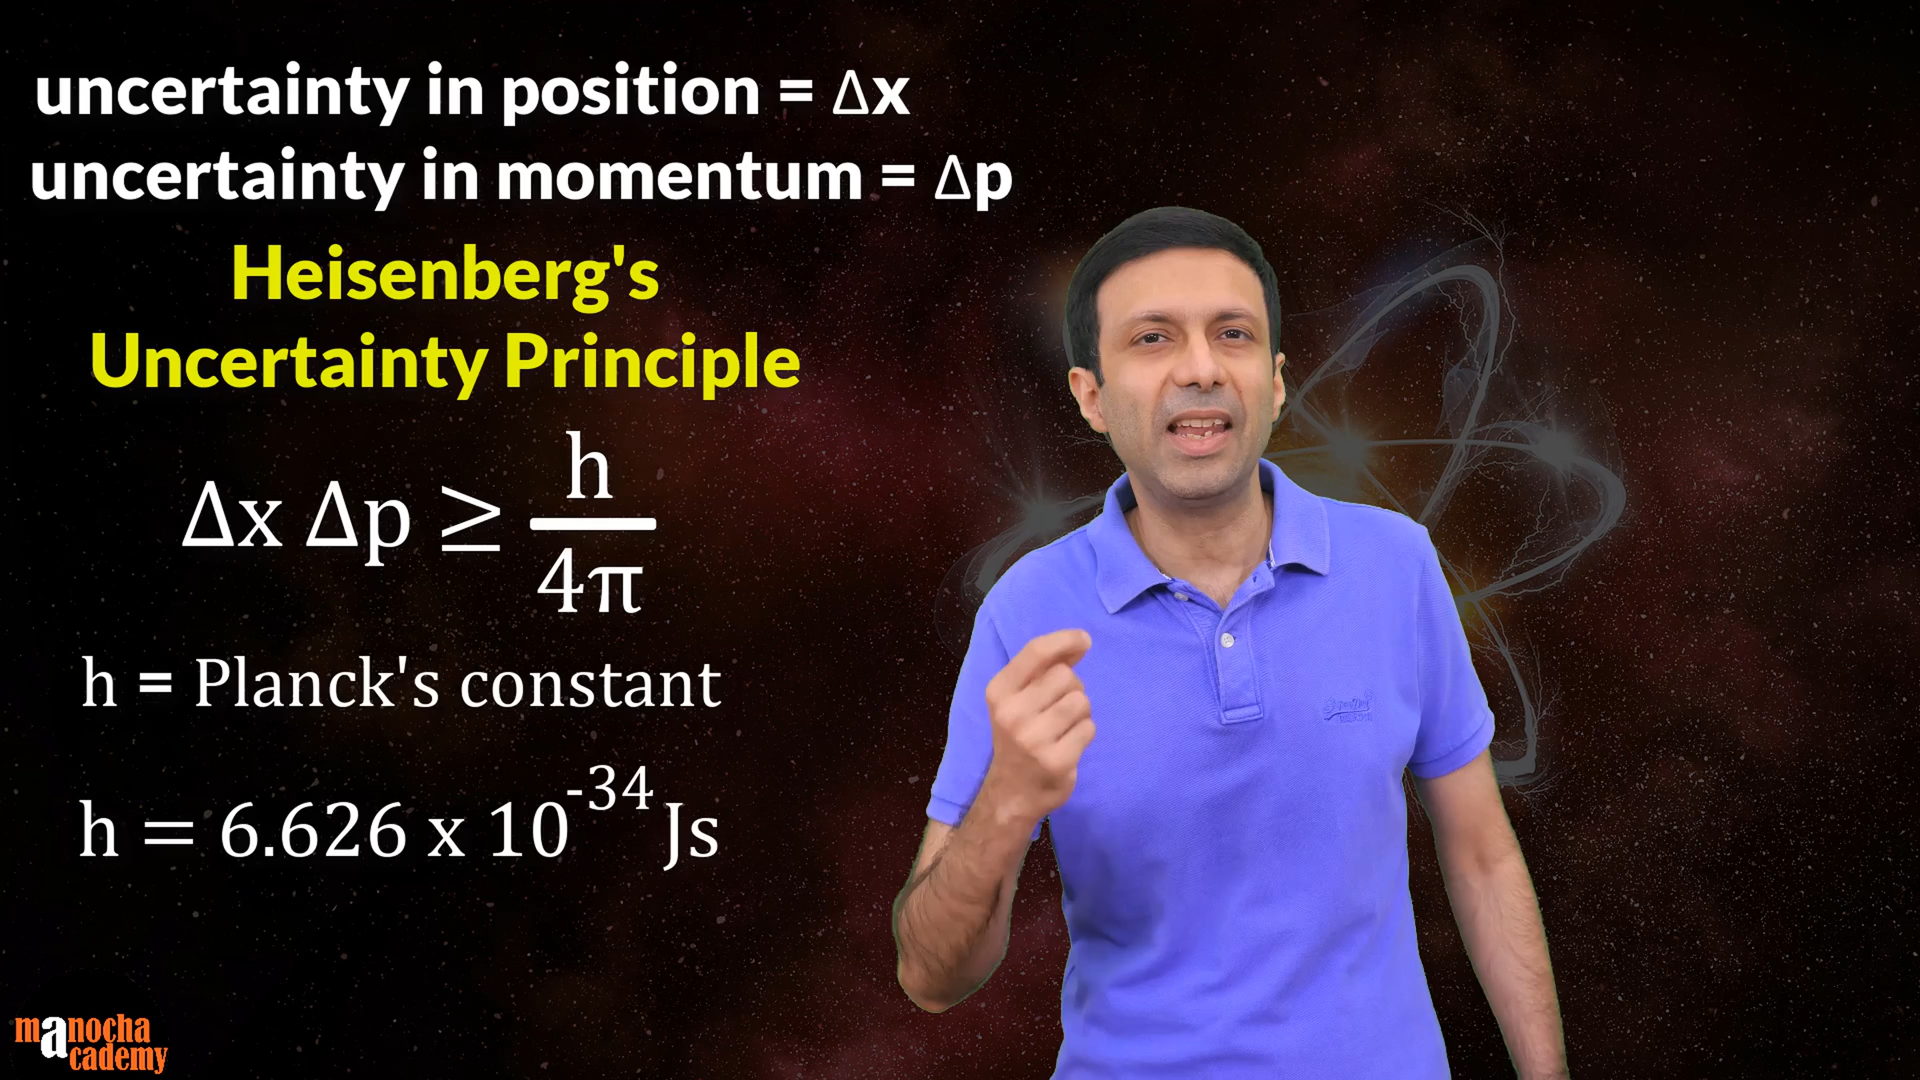 uncertainty in position = Δx
uncertainty in momentum = Δp
Heisenberg's
Uncertainty Principle
Δx Δp ≥ h/4π
h = Planck's constant
h = 6.626 x 10⁻³⁴ Js
manocha
academy